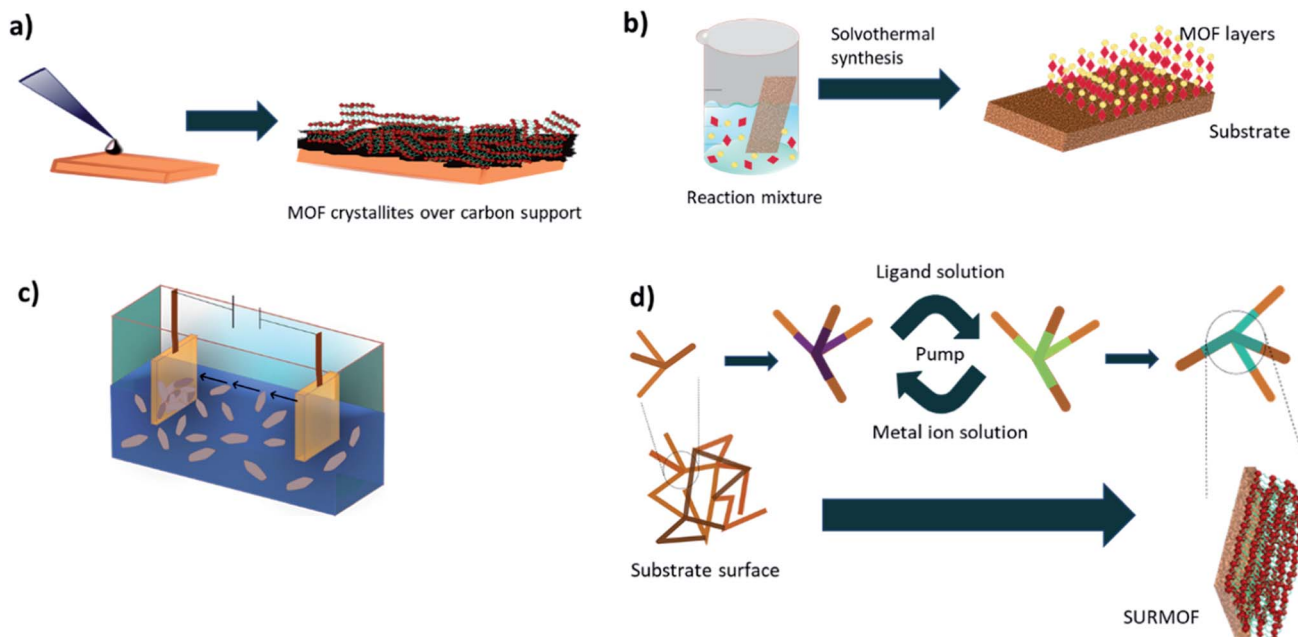 a)
MOF crystallites over carbon support
b)
Solvothermal
synthesis
MOF layers
Substrate
Reaction mixture
c)
d)
Ligand solution
Pump
Metal ion solution
Substrate surface
SURMOF